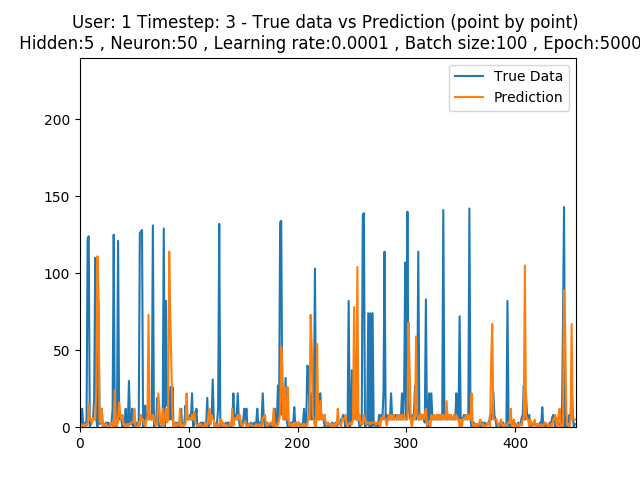 User: 1 Timestep: 3 - True data vs Prediction (point by point)
Hidden:5 , Neuron:50 , Learning rate:0.0001 , Batch size:100 , Epoch:5000
True Data
Prediction
200
150
100
50
0
0 100 200 300 400